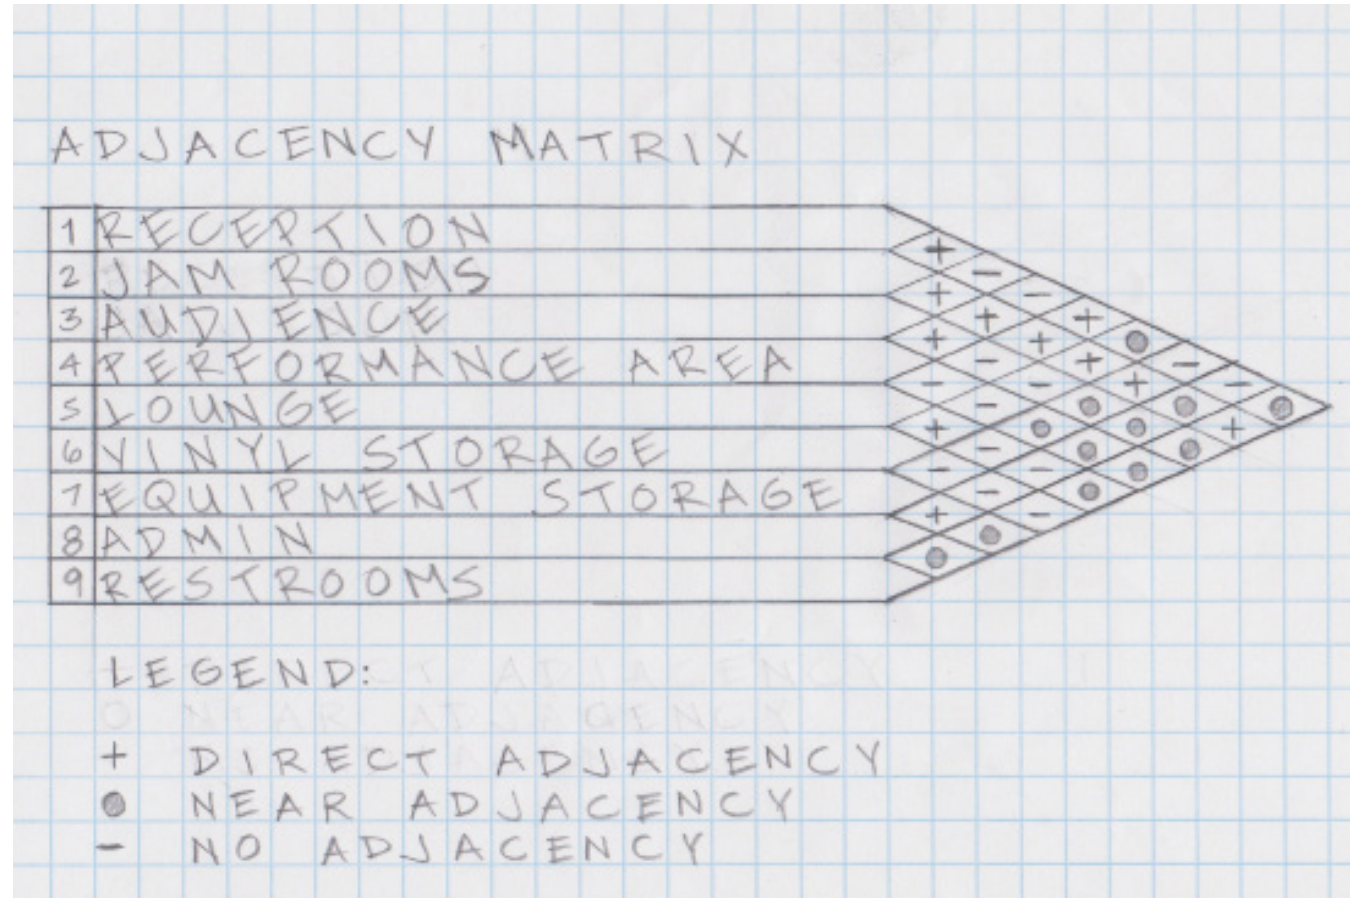 ADJACENCY MATRIX
1 RECEPTION
2 JAM ROOMS
3 AUDIENCE
4 PERFORMANCE AREA
5 LOUNGE
6 VINYL STORAGE
7 EQUIPMENT STORAGE
8 ADMIN
9 RESTROOMS
LEGEND:
+ DIRECT ADJACENCY
● NEAR ADJACENCY
- NO ADJACENCY